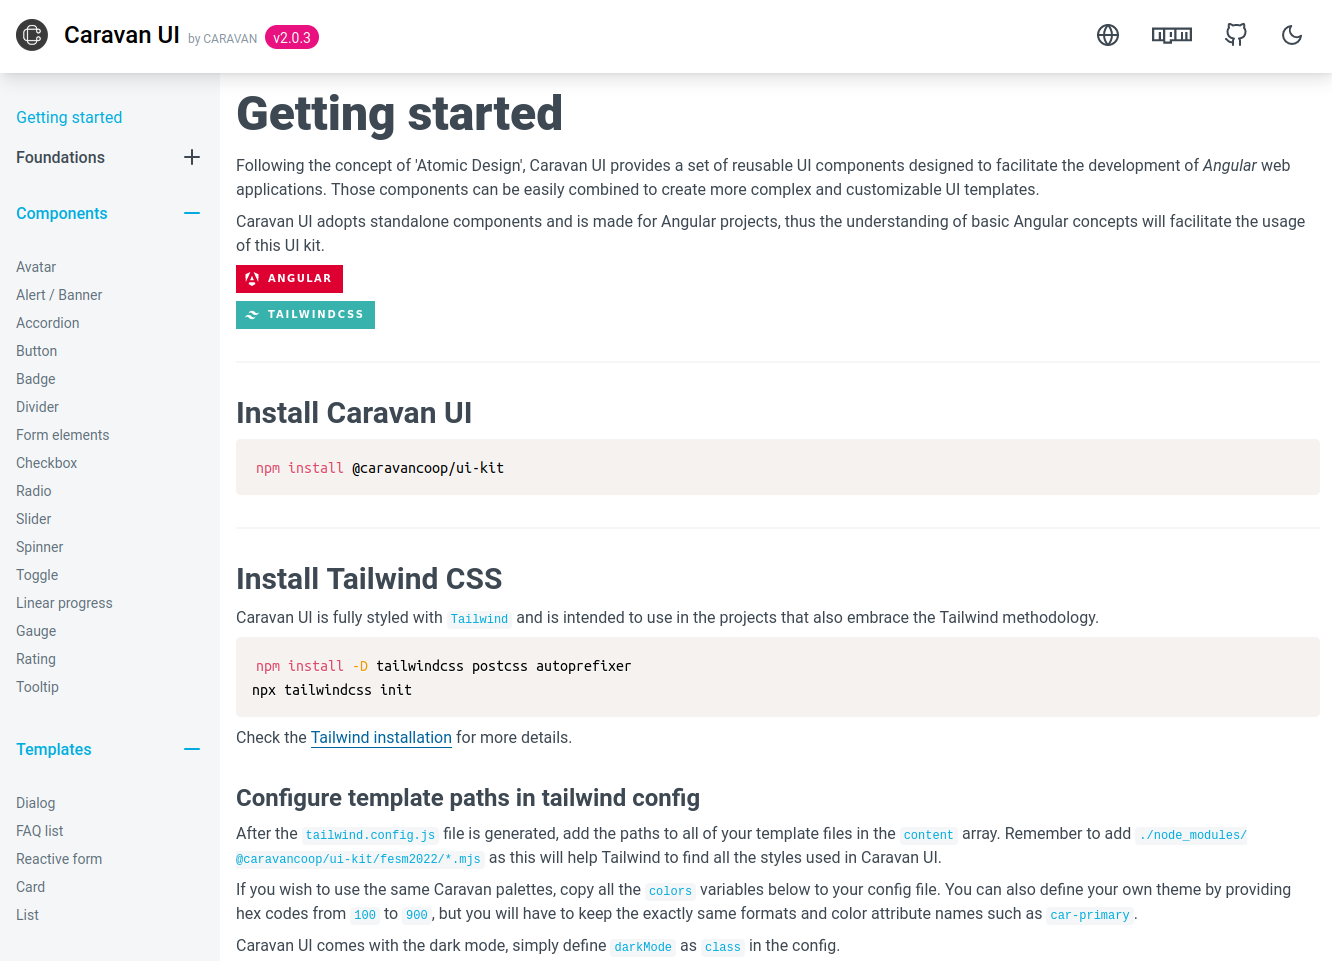 Caravan UI by CARAVAN v2.0.3
npm
Getting started
Foundations
Components
Avatar
Alert / Banner
Accordion
Button
Badge
Divider
Form elements
Checkbox
Radio
Slider
Spinner
Toggle
Linear progress
Gauge
Rating
Tooltip
Templates
Dialog
FAQ list
Reactive form
Card
List
Getting started
Following the concept of 'Atomic Design', Caravan UI provides a set of reusable UI components designed to facilitate the development of Angular web
applications. Those components can be easily combined to create more complex and customizable UI templates.
Caravan UI adopts standalone components and is made for Angular projects, thus the understanding of basic Angular concepts will facilitate the usage
of this UI kit.
ANGULAR
TAILWINDCSS
Install Caravan UI
npm install @caravancoop/ui-kit
Install Tailwind CSS
Caravan UI is fully styled with Tailwind and is intended to use in the projects that also embrace the Tailwind methodology.
npm install -D tailwindcss postcss autoprefixer
npx tailwindcss init
Check the Tailwind installation for more details.
Configure template paths in tailwind config
After the tailwind.config.js file is generated, add the paths to all of your template files in the content array. Remember to add ./node_modules/
@caravancoop/ui-kit/fesm2022/*.mjs as this will help Tailwind to find all the styles used in Caravan UI.
If you wish to use the same Caravan palettes, copy all the colors variables below to your config file. You can also define your own theme by providing
hex codes from 100 to 900 , but you will have to keep the exactly same formats and color attribute names such as car-primary .
Caravan UI comes with the dark mode, simply define darkMode as class in the config.